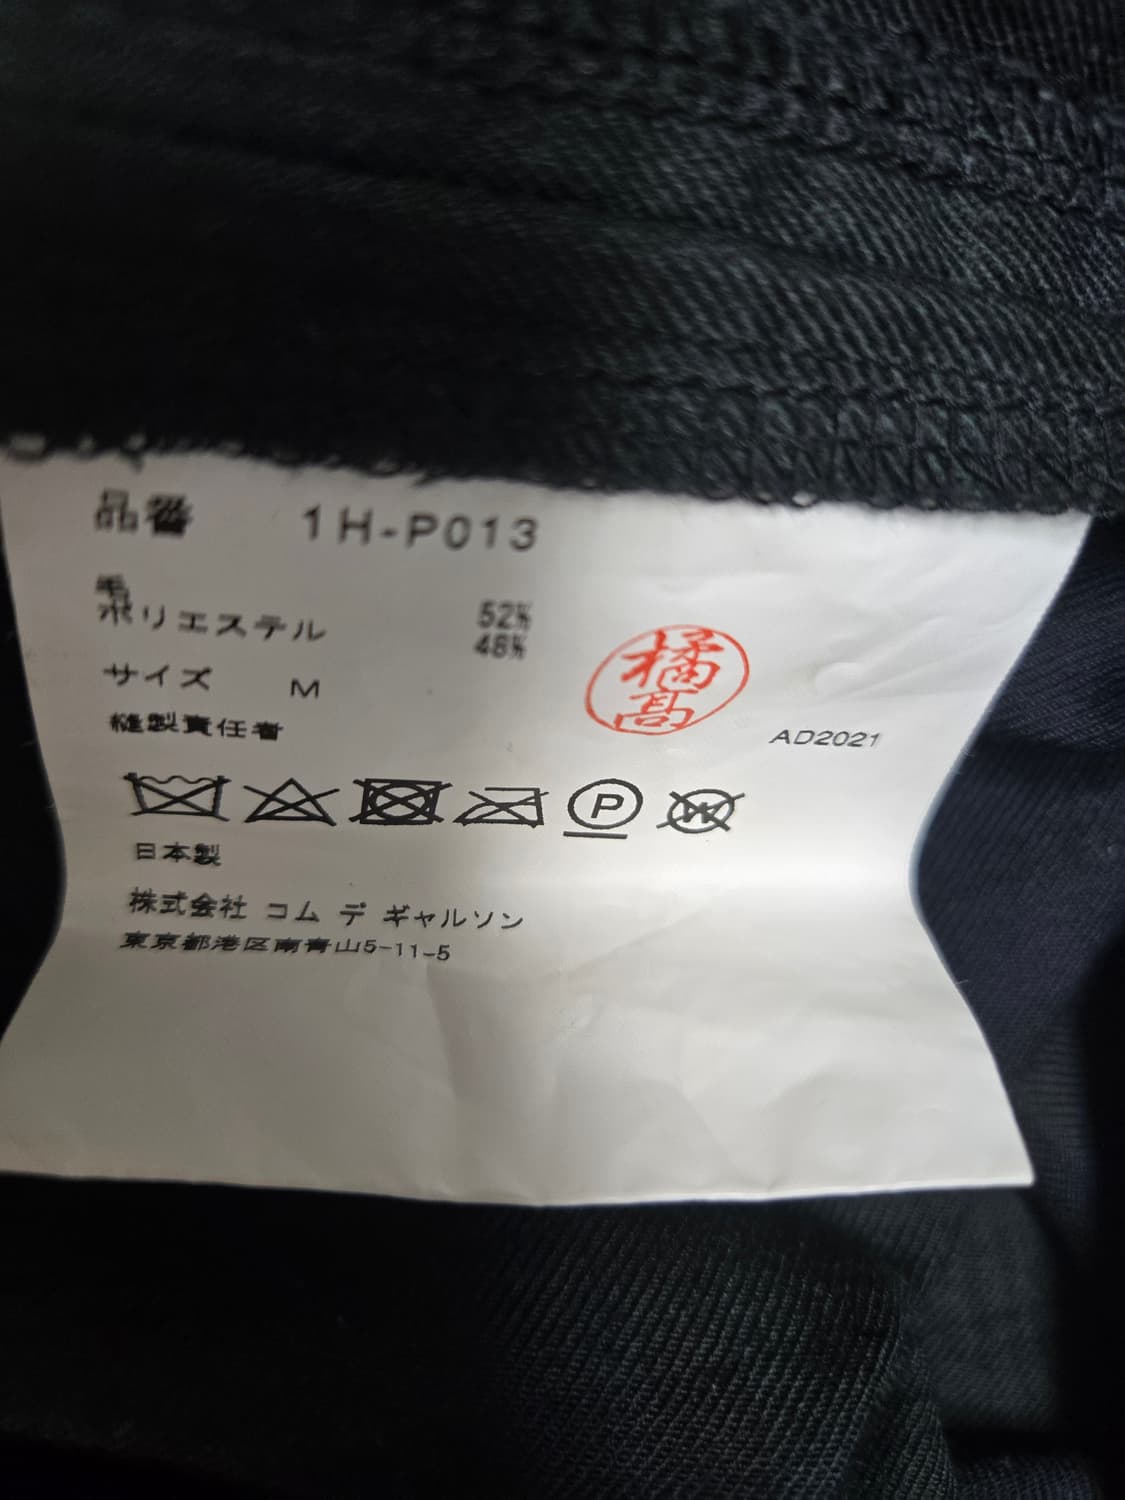 品番 1H-P013
毛 52%
ポリエステル 48%
サイズ M
縫製責任者
橘高
AD2021
P
W
日本製
株式会社 コム デ ギャルソン
東京都港区南青山5-11-5